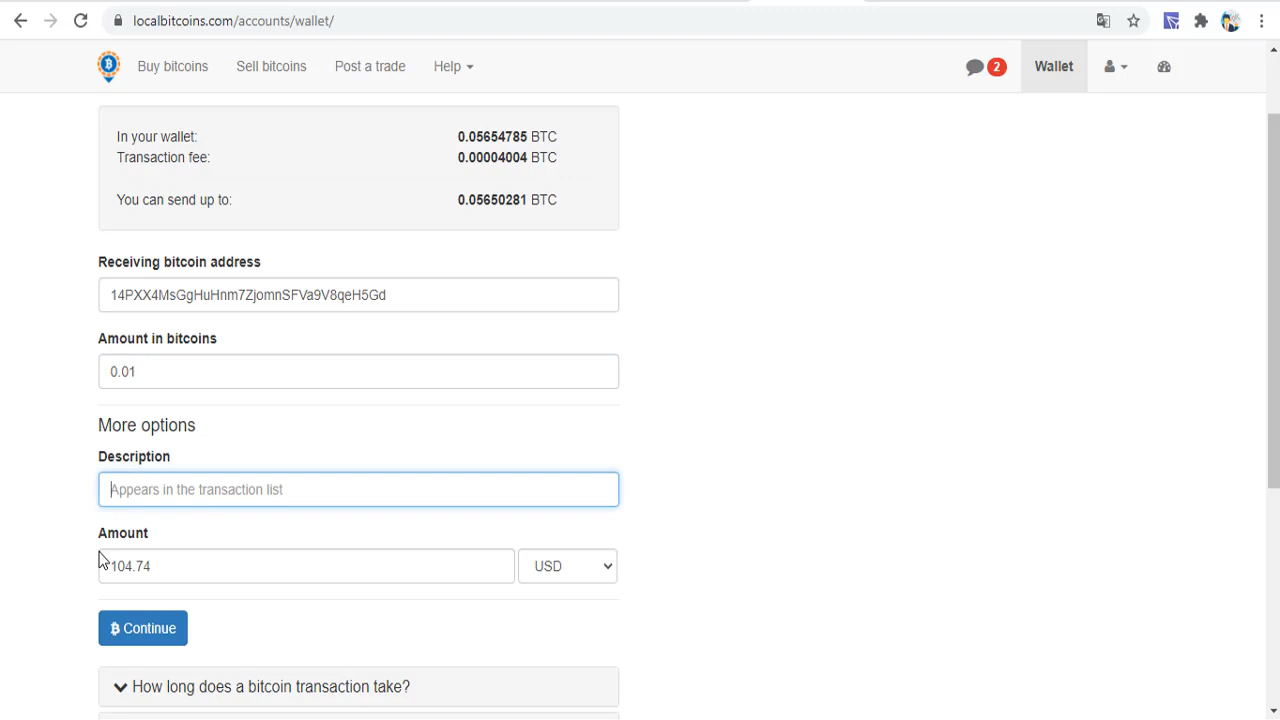 localbitcoins.com/accounts/wallet/
Buy bitcoins Sell bitcoins Post a trade Help 2 Wallet
In your wallet: 0.05654785 BTC
Transaction fee: 0.00004004 BTC
You can send up to: 0.05650281 BTC
Receiving bitcoin address
14PXX4MsGgHuHnm7ZjomnSFVa9V8qeH5Gd
Amount in bitcoins
0.01
More options
Description
Appears in the transaction list
Amount
104.74 USD
Continue
How long does a bitcoin transaction take?